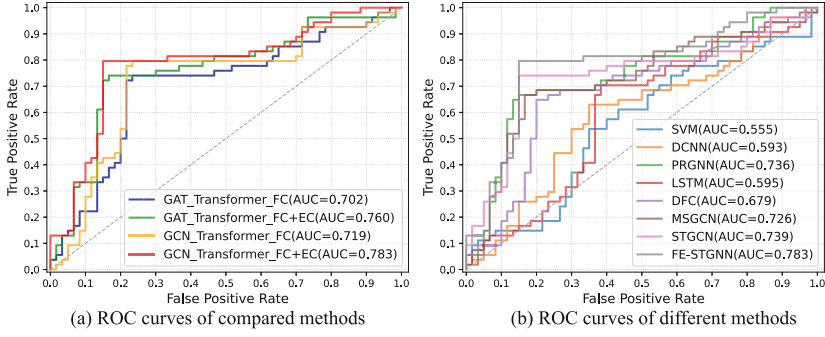 1.0
0.9
0.8
0.7
0.6
0.5
0.4
0.3
0.2
0.1
0.0
True Positive Rate
GAT_Transformer_FC(AUC=0.702)
GAT_Transformer_FC+EC(AUC=0.760)
GCN_Transformer_FC(AUC=0.719)
GCN_Transformer_FC+EC(AUC=0.783)
0.0 0.1 0.2 0.3 0.4 0.5 0.6 0.7 0.8 0.9 1.0
False Positive Rate
(a) ROC curves of compared methods
1.0
0.9
0.8
0.7
0.6
0.5
0.4
0.3
0.2
0.1
0.0
True Positive Rate
SVM(AUC=0.555)
DCNN(AUC=0.593)
PRGNN(AUC=0.736)
LSTM(AUC=0.595)
DFC(AUC=0.679)
MSGCN(AUC=0.726)
STGCN(AUC=0.739)
FE-STGNN(AUC=0.783)
0.0 0.1 0.2 0.3 0.4 0.5 0.6 0.7 0.8 0.9 1.0
False Positive Rate
(b) ROC curves of different methods